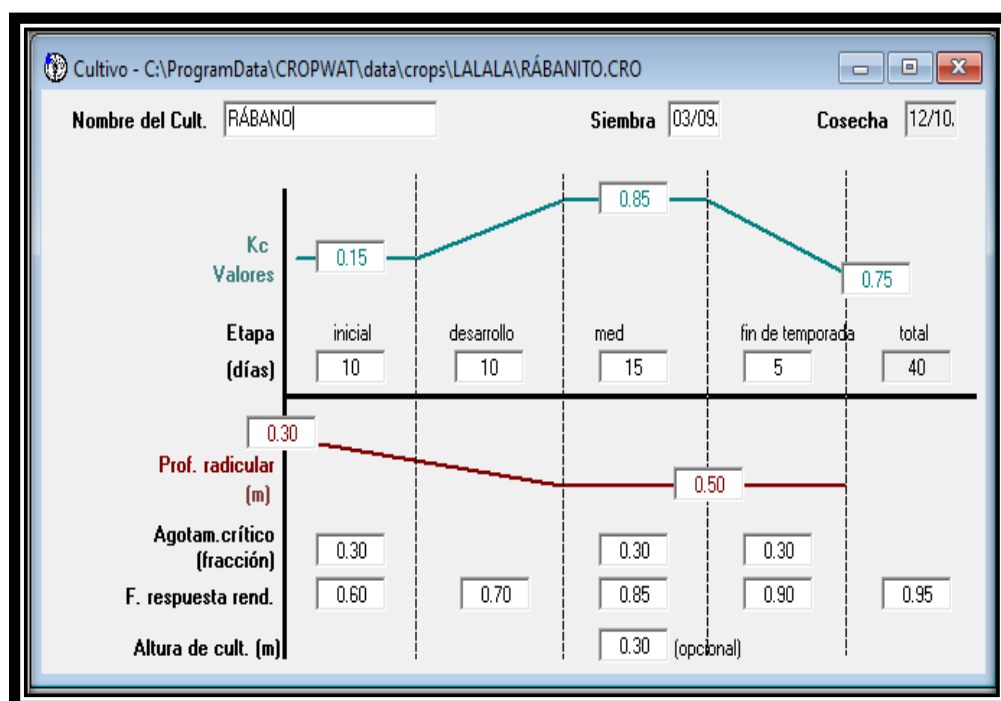 Cultivo - C:\ProgramData\CROPWAT\data\crops\LALALA\RÁBANITO.CRO
Nombre del Cult. RÁBANO Siembra 03/09. Cosecha 12/10.
0.85
Kc 0.15
Valores 0.75
Etapa inicial desarrollo med fin de temporada total
(días) 10 10 15 5 40
0.30
Prof. radicular 0.50
(m)
Agotam.crítico 0.30 0.30 0.30
(fracción)
F. respuesta rend. 0.60 0.70 0.85 0.90 0.95
Altura de cult. (m) 0.30 (opcional)